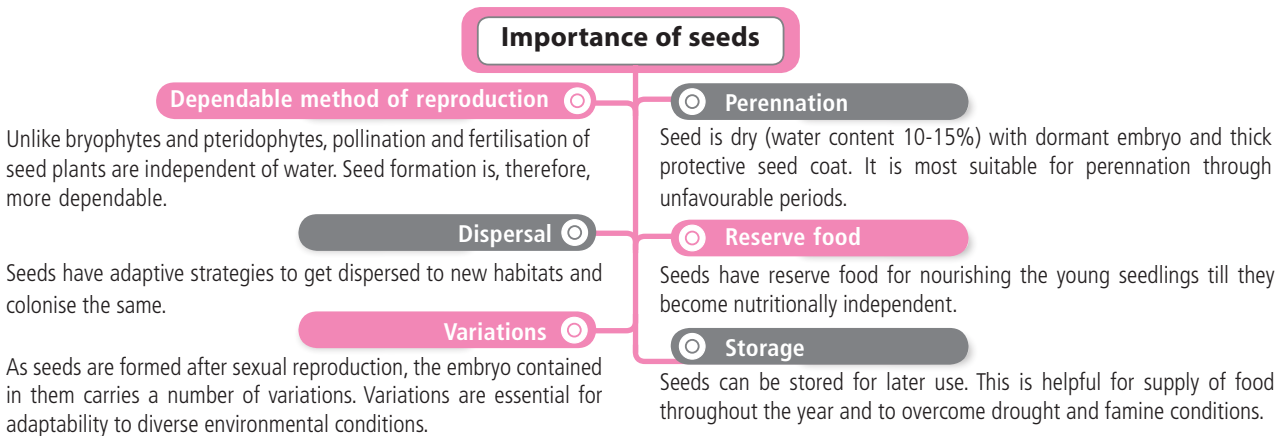 Importance of seeds
Dependable method of reproduction
Unlike bryophytes and pteridophytes, pollination and fertilisation of
seed plants are independent of water. Seed formation is, therefore,
more dependable.
Dispersal
Seeds have adaptive strategies to get dispersed to new habitats and
colonise the same.
Variations
As seeds are formed after sexual reproduction, the embryo contained
in them carries a number of variations. Variations are essential for
adaptability to diverse environmental conditions.
Perennation
Seed is dry (water content 10-15%) with dormant embryo and thick
protective seed coat. It is most suitable for perennation through
unfavourable periods.
Reserve food
Seeds have reserve food for nourishing the young seedlings till they
become nutritionally independent.
Storage
Seeds can be stored for later use. This is helpful for supply of food
throughout the year and to overcome drought and famine conditions.